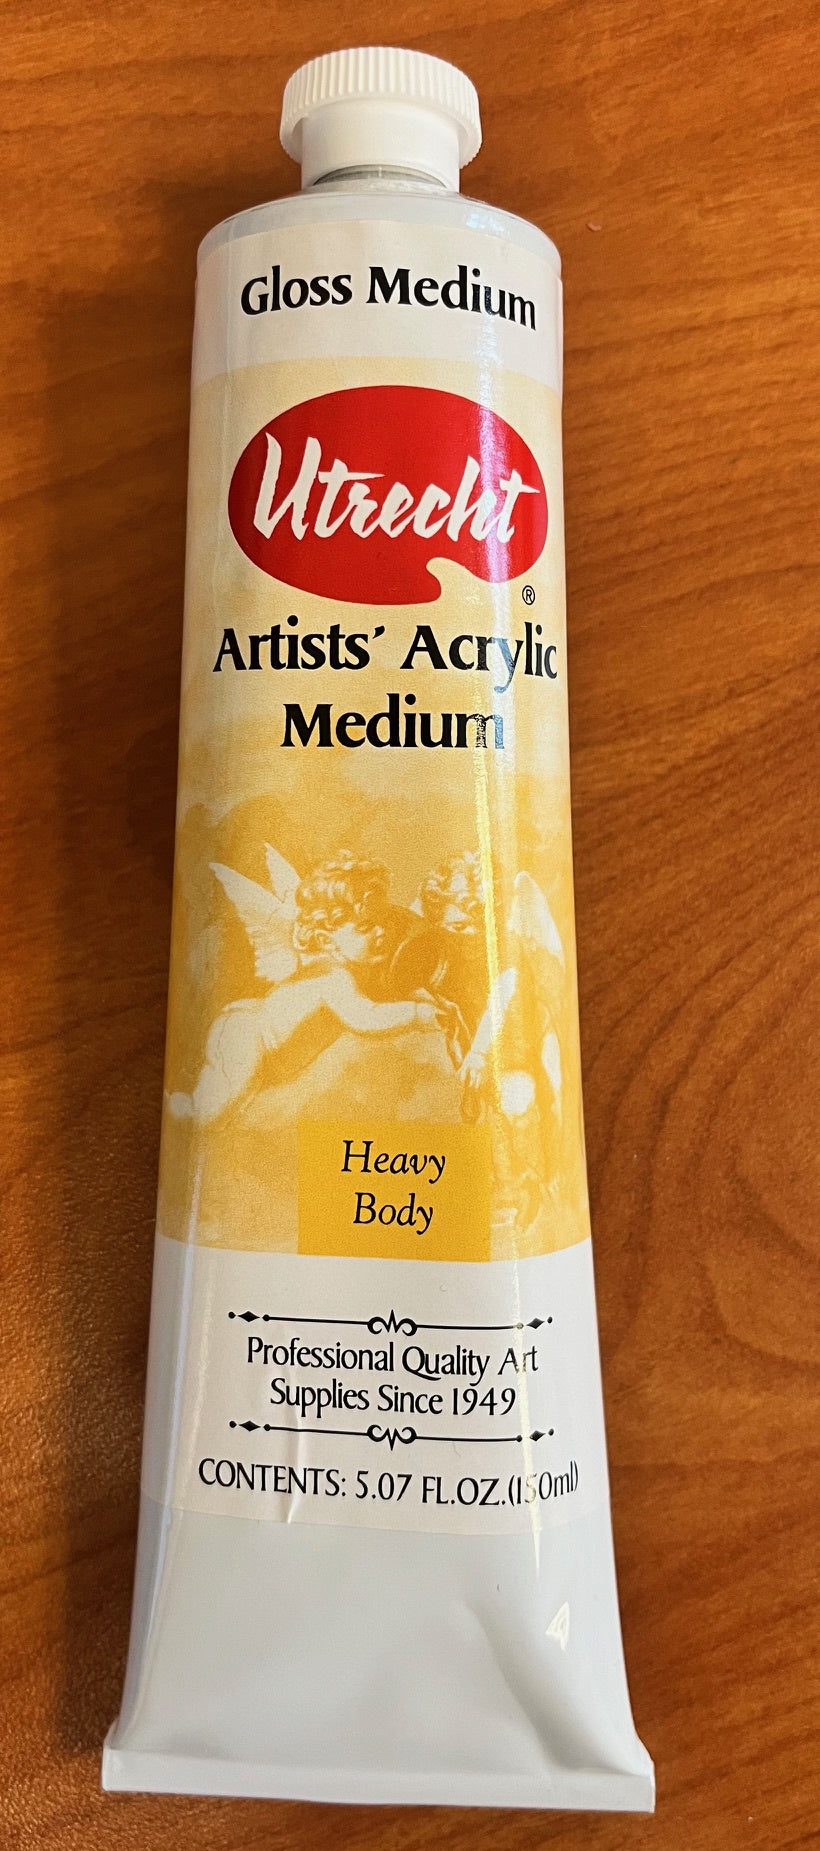 Gloss Medium
Utrecht
®
Artists' Acrylic
Medium
Heavy
Body
Professional Quality Art
Supplies Since 1949
CONTENTS: 5.07 FL.OZ.(150ml)